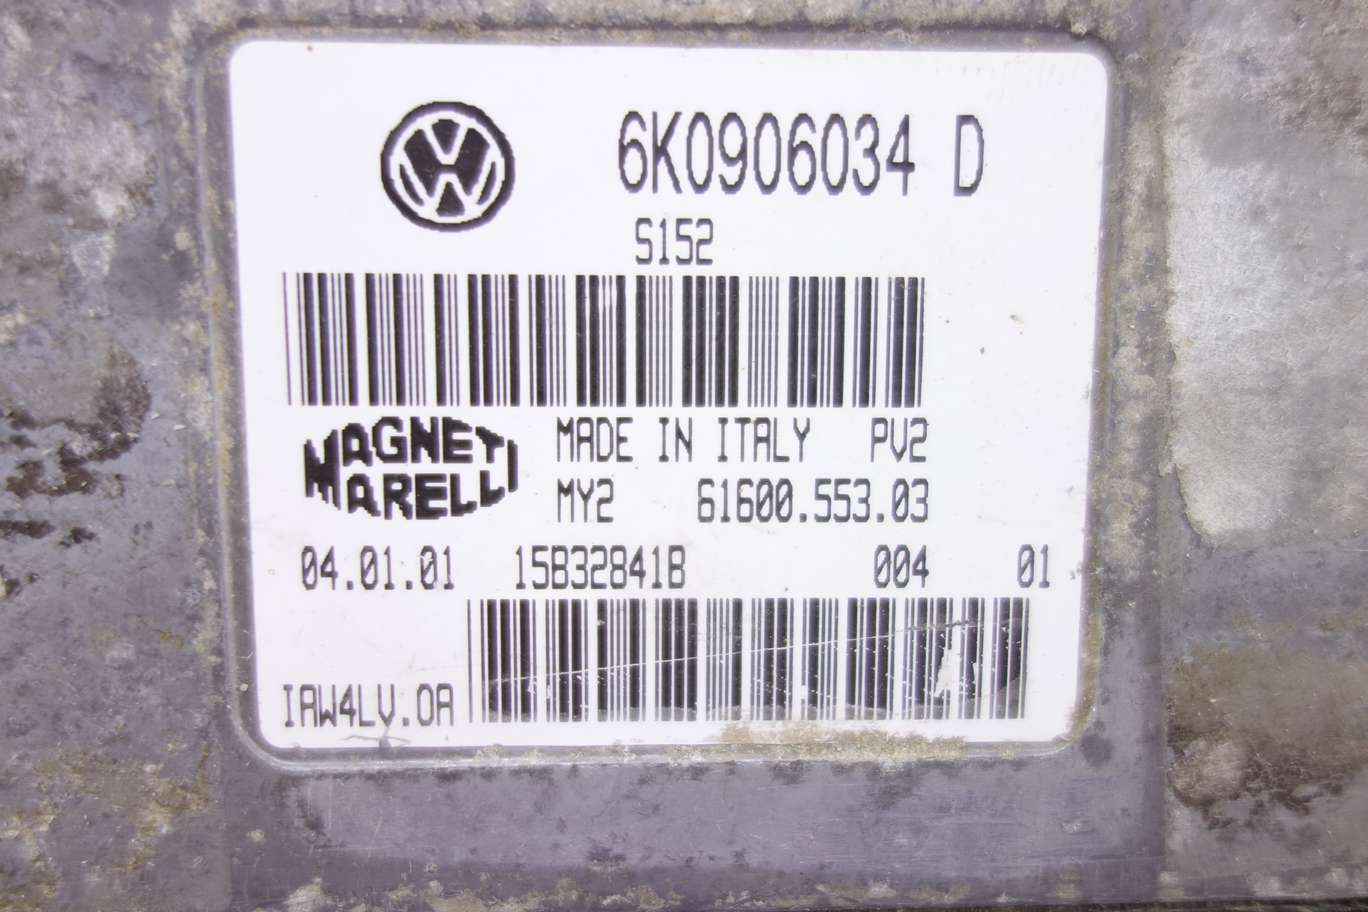 6K0906034 D
S152
MAGNETI MARELLI
MADE IN ITALY PV2
MY2 61600.553.03
04.01.01 15B32841B 004 01
IAW4LV.0A